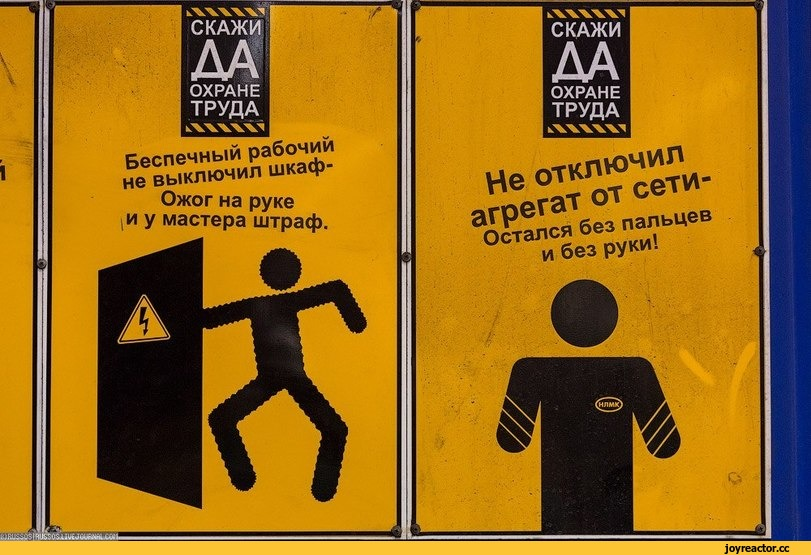 СКАЖИ
ДА
ОХРАНЕ
ТРУДА
Беспечный рабочий
не выключил шкаф-
Ожог на руке
и у мастера штраф.
СКАЖИ
ДА
ОХРАНЕ
ТРУДА
Не отключил
агрегат от сети-
Остался без пальцев
и без руки!
НЛМК
joyreactor.cc